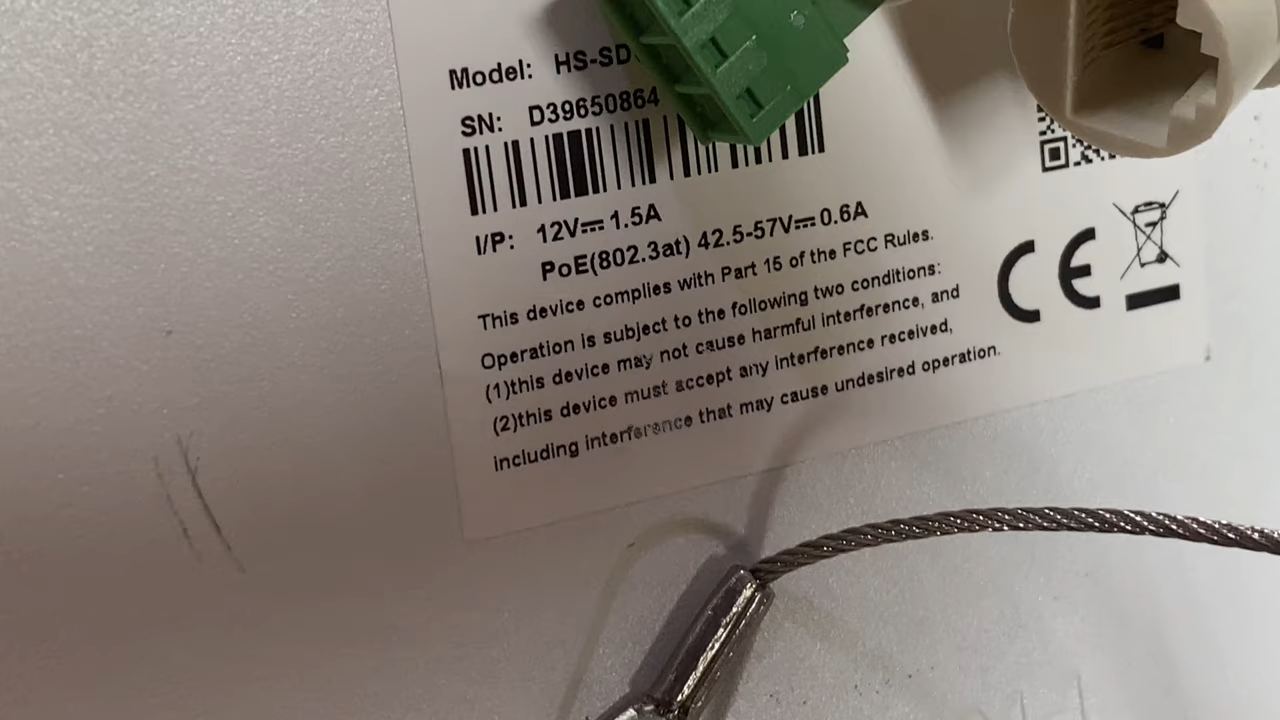 Model: HS-SD
SN: D39650864
I/P: 12V⎓1.5A
PoE(802.3at) 42.5-57V⎓0.6A
This device complies with Part 15 of the FCC Rules.
Operation is subject to the following two conditions:
(1)this device may not cause harmful interference, and
(2)this device must accept any interference received,
including interference that may cause undesired operation.
CE